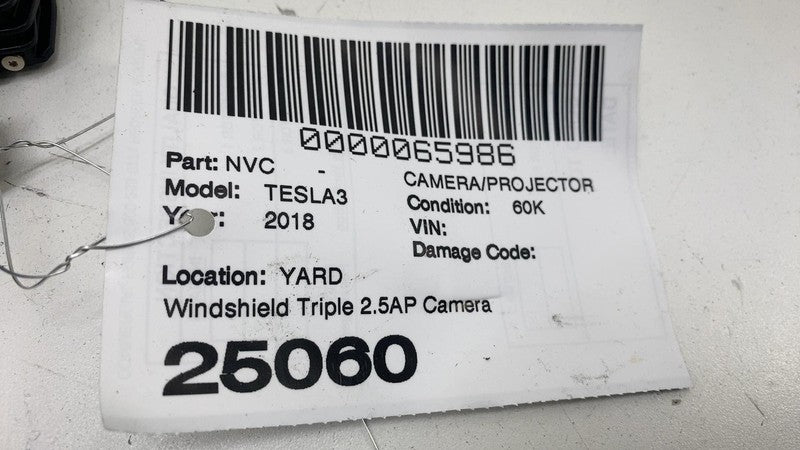 0000065986
Part: NVC -
CAMERA/PROJECTOR
Model: TESLA3
Condition: 60K
2018
VIN:
Damage Code:
Location: YARD
Windshield Triple 2.5AP Camera
25060